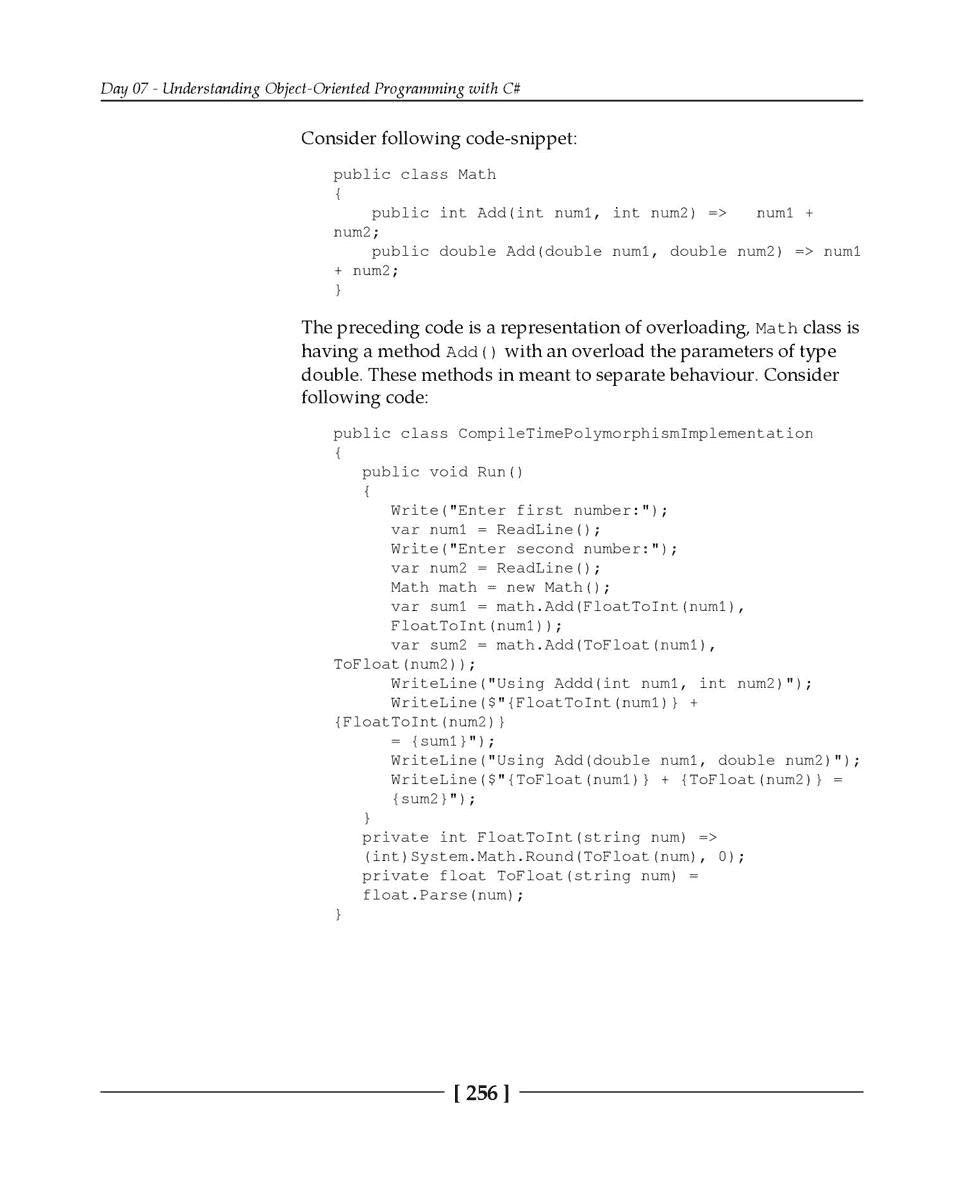 Day 07 - Understanding Object-Oriented Programming with C#
Consider following code-snippet:
public class Math
{
public int Add(int num1, int num2) => num1 +
num2;
public double Add(double num1, double num2) => num1
+ num2;
}
The preceding code is a representation of overloading, Math class is
having a method Add() with an overload the parameters of type
double. These methods in meant to separate behaviour. Consider
following code:
public class CompileTimePolymorphismImplementation
{
public void Run()
{
Write("Enter first number:");
var num1 = ReadLine();
Write("Enter second number:");
var num2 = ReadLine();
Math math = new Math();
var sum1 = math.Add(FloatToInt(num1),
FloatToInt(num1));
var sum2 = math.Add(ToFloat(num1),
ToFloat(num2));
WriteLine("Using Addd(int num1, int num2)");
WriteLine($"{FloatToInt(num1)} +
{FloatToInt(num2)}
= {sum1}");
WriteLine("Using Add(double num1, double num2)");
WriteLine($"{ToFloat(num1)} + {ToFloat(num2)} =
{sum2}");
}
private int FloatToInt(string num) =>
(int)System.Math.Round(ToFloat(num), 0);
private float ToFloat(string num) =
float.Parse(num);
}
[ 256 ]